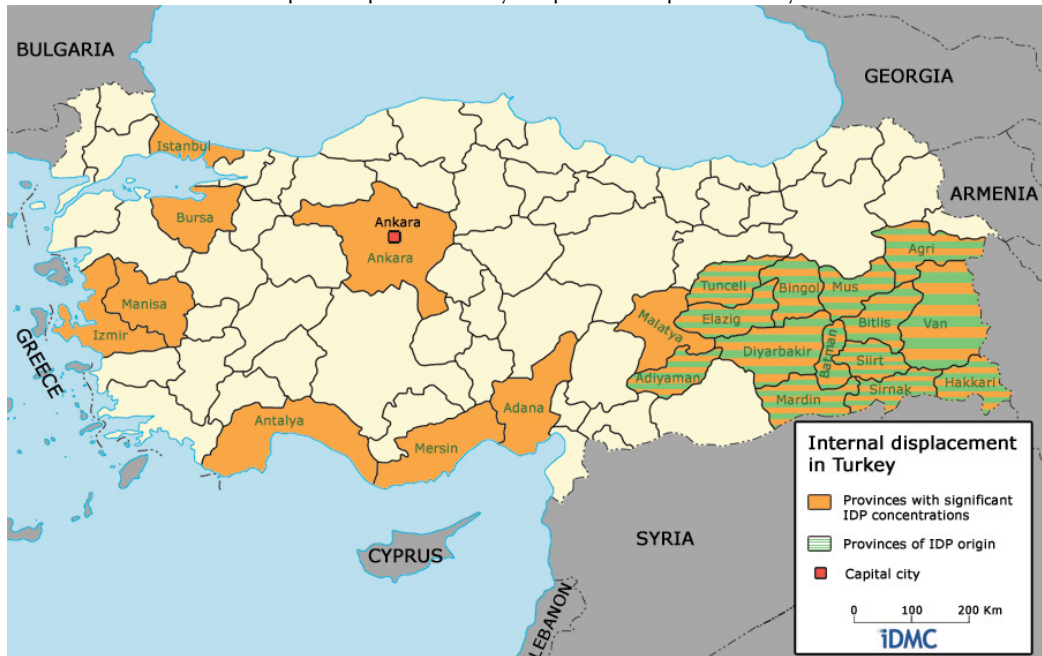 BULGARIA
GEORGIA
ARMENIA
Istanbul
Bursa
Ankara
Ankara
Agri
Tunceli
Bingol
Mus
Manisa
Malatya
Elazig
Bitlis
Van
Izmir
GREECE
Diyarbakir
Batman
Siirt
Adiyaman
Mardin
Sirnak
Hakkari
Antalya
Adana
Mersin
CYPRUS
SYRIA
LEBANON
Internal displacement
in Turkey
Provinces with significant
IDP concentrations
Provinces of IDP origin
Capital city
0 100 200 Km
iDMC